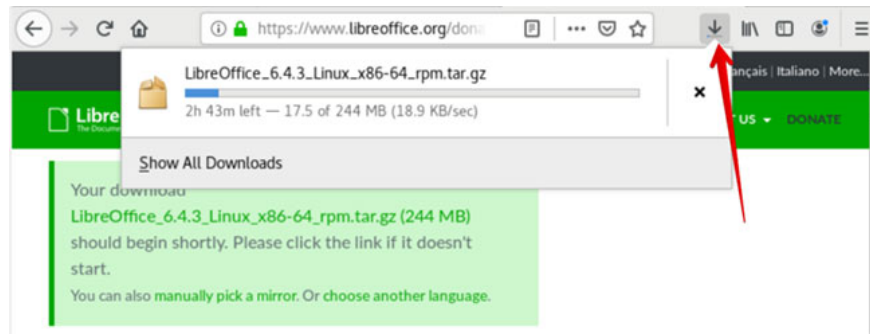 https://www.libreoffice.org/dona
LibreOffice_6.4.3_Linux_x86-64_rpm.tar.gz
2h 43m left — 17.5 of 244 MB (18.9 KB/sec)
Show All Downloads
ançais | Italiano | More...
Libre
The Docume
US
DONATE
Your download
LibreOffice_6.4.3_Linux_x86-64_rpm.tar.gz (244 MB)
should begin shortly. Please click the link if it doesn't
start.
You can also manually pick a mirror. Or choose another language.